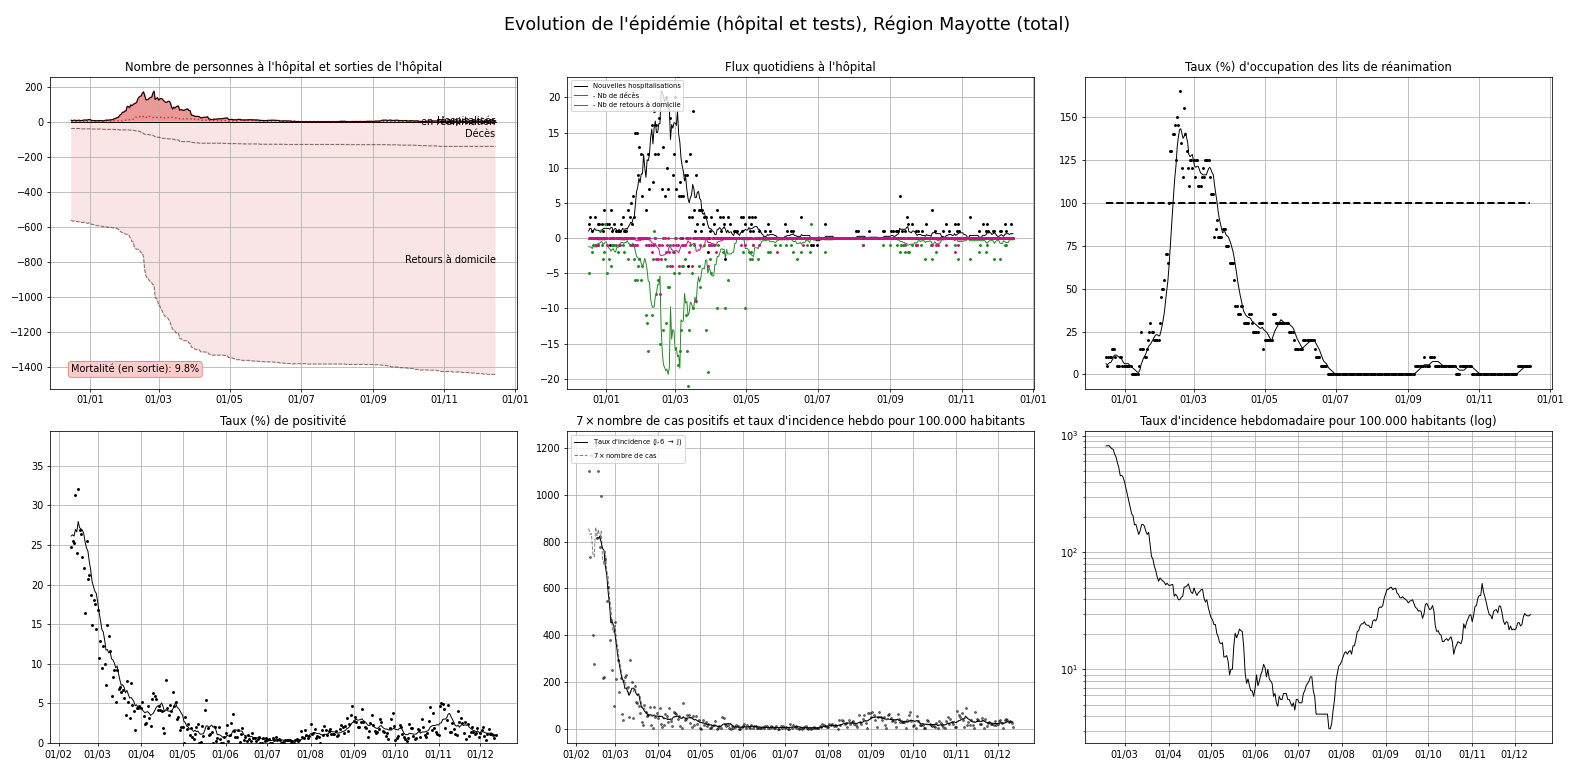 Evolution de l'épidémie (hôpital et tests), Région Mayotte (total)
Nombre de personnes à l'hôpital et sorties de l'hôpital
200
0
−200
−400
−600
−800
−1000
−1200
−1400
Hospitalisés
en réanimation
Décès
Retours à domicile
Mortalité (en sortie): 9.8%
01/01 01/03 01/05 01/07 01/09 01/11 01/01
Flux quotidiens à l'hôpital
Nouvelles hospitalisations
- Nb de décès
- Nb de retours à domicile
20
15
10
5
0
−5
−10
−15
−20
01/01 01/03 01/05 01/07 01/09 01/11 01/01
Taux (%) d'occupation des lits de réanimation
150
125
100
75
50
25
0
01/01 01/03 01/05 01/07 01/09 01/11 01/01
Taux (%) de positivité
35
30
25
20
15
10
5
0
01/02 01/03 01/04 01/05 01/06 01/07 01/08 01/09 01/10 01/11 01/12
7 × nombre de cas positifs et taux d'incidence hebdo pour 100.000 habitants
Taux d'incidence (J-6 → J)
7 × nombre de cas
1200
1000
800
600
400
200
0
01/02 01/03 01/04 01/05 01/06 01/07 01/08 01/09 01/10 01/11 01/12
Taux d'incidence hebdomadaire pour 100.000 habitants (log)
10³
10²
10¹
01/03 01/04 01/05 01/06 01/07 01/08 01/09 01/10 01/11 01/12